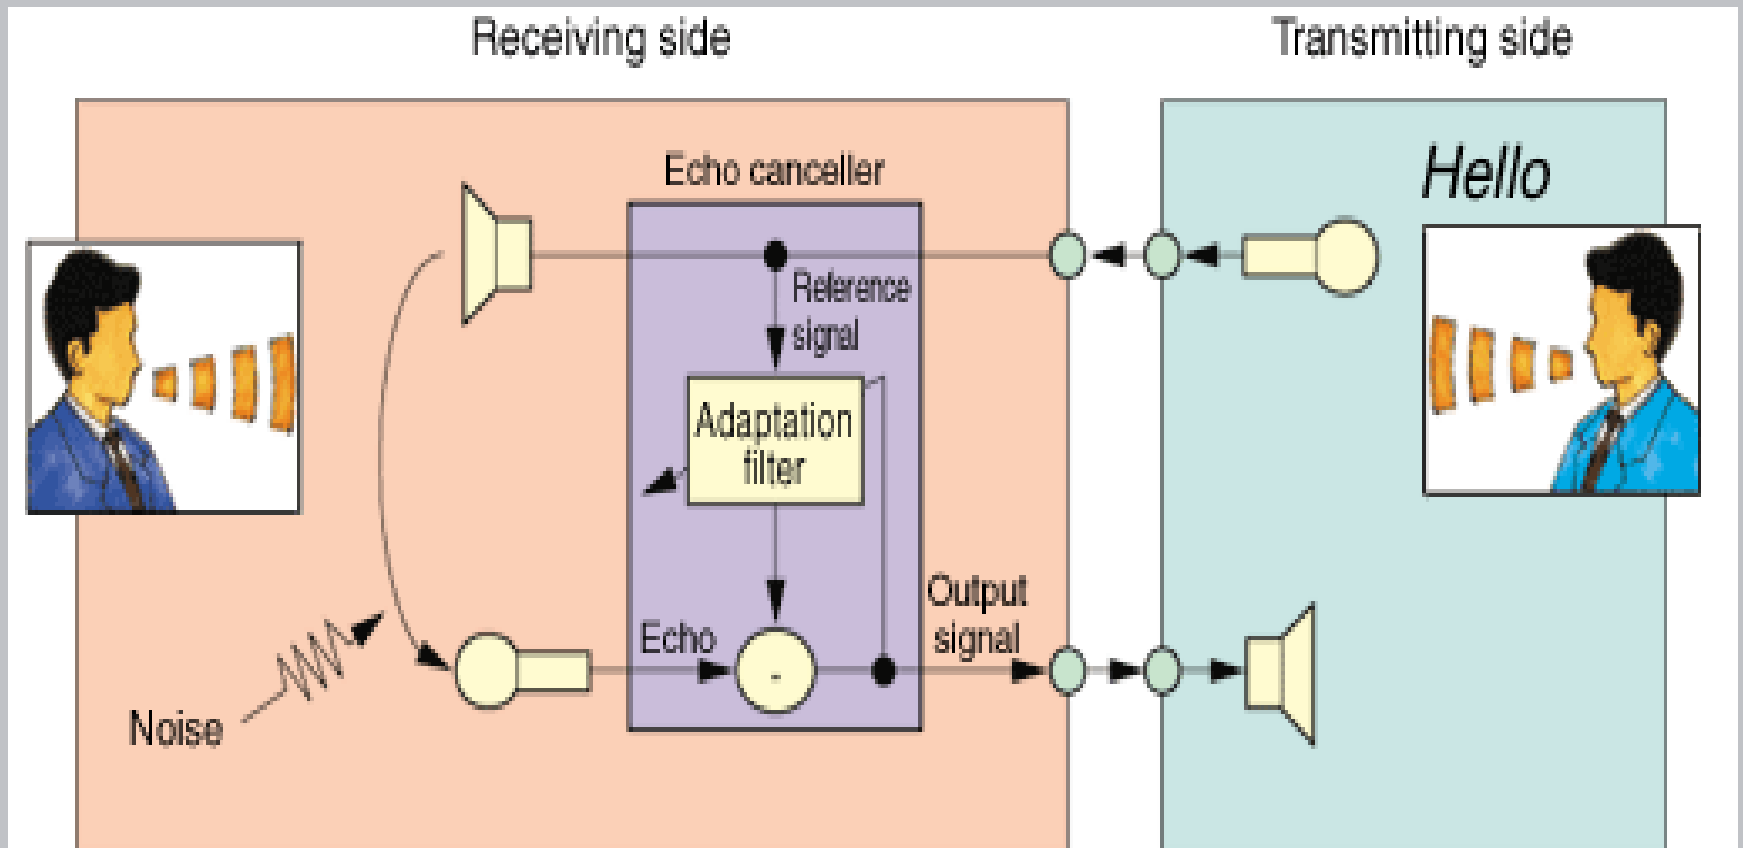 Receiving side
Transmitting side
Echo canceller
Hello
Reference
signal
Adaptation
filter
Output
signal
Echo
-
Noise